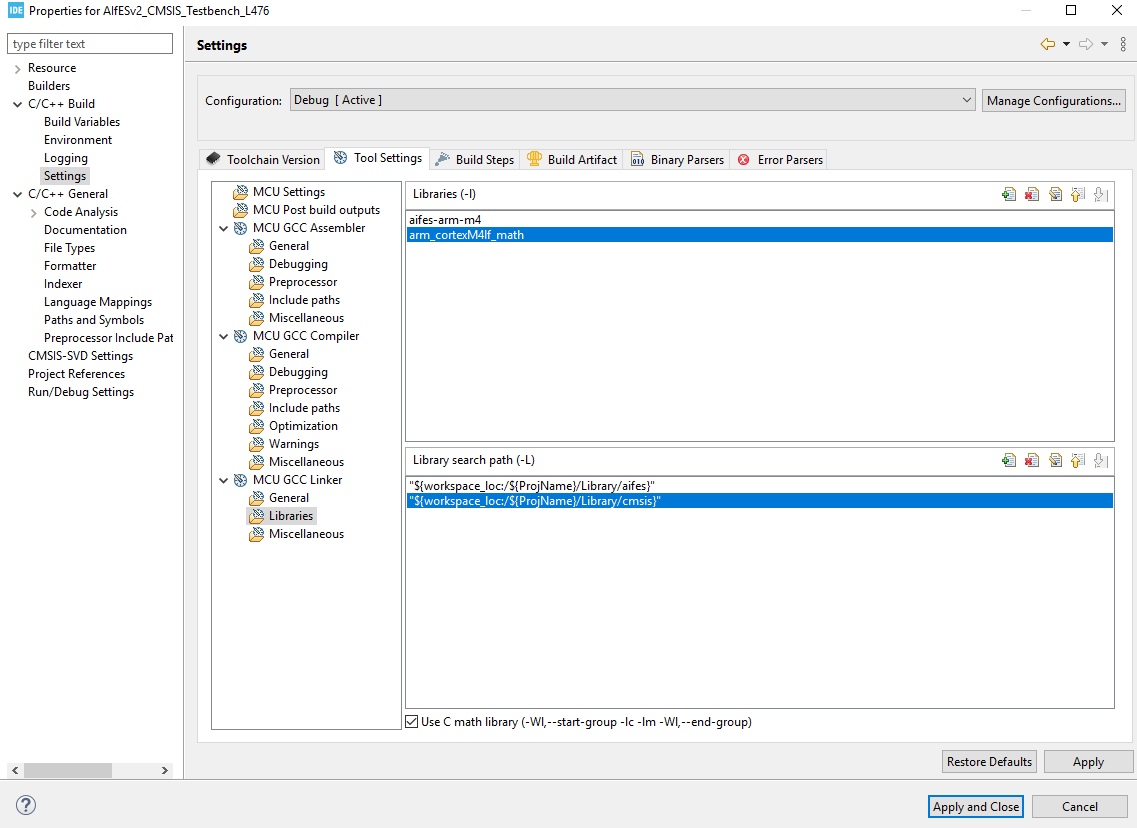 IDE Properties for AIfESv2_CMSIS_Testbench_L476
type filter text
Resource
Builders
C/C++ Build
Build Variables
Environment
Logging
Settings
C/C++ General
Code Analysis
Documentation
File Types
Formatter
Indexer
Language Mappings
Paths and Symbols
Preprocessor Include Pat
CMSIS-SVD Settings
Project References
Run/Debug Settings
Settings
Configuration: Debug [ Active ] Manage Configurations...
Toolchain Version Tool Settings Build Steps Build Artifact Binary Parsers Error Parsers
MCU Settings
MCU Post build outputs
MCU GCC Assembler
General
Debugging
Preprocessor
Include paths
Miscellaneous
MCU GCC Compiler
General
Debugging
Preprocessor
Include paths
Optimization
Warnings
Miscellaneous
MCU GCC Linker
General
Libraries
Miscellaneous
Libraries (-l)
aifes-arm-m4
arm_cortexM4lf_math
Library search path (-L)
"${workspace_loc:/${ProjName}/Library/aifes}"
"${workspace_loc:/${ProjName}/Library/cmsis}"
Use C math library (-Wl,--start-group -lc -lm -Wl,--end-group)
Restore Defaults Apply
? Apply and Close Cancel